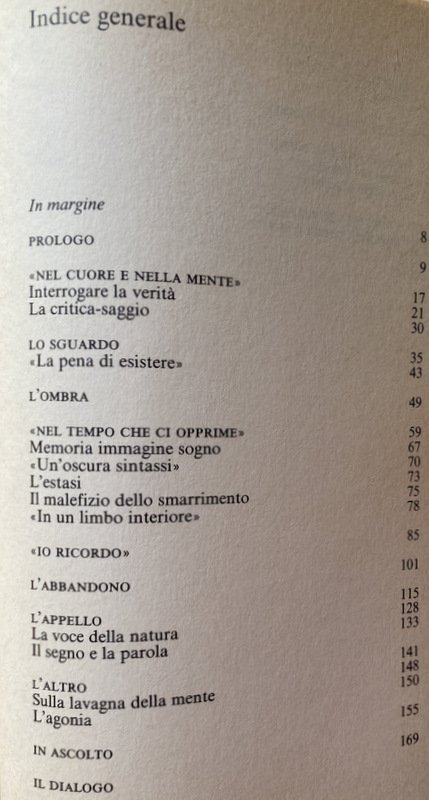 Indice generale
In margine 8
PROLOGO 9
«NEL CUORE E NELLA MENTE» 17
Interrogare la verità 21
La critica-saggio 30
LO SGUARDO 35
«La pena di esistere» 43
L'OMBRA 49
«NEL TEMPO CHE CI OPPRIME» 59
Memoria immagine sogno 67
«Un'oscura sintassi» 70
L'estasi 73
Il malefizio dello smarrimento 75
«In un limbo interiore» 78
«IO RICORDO» 85
L'ABBANDONO 101
L'APPELLO 115
La voce della natura 128
Il segno e la parola 133
L'ALTRO 141
Sulla lavagna della mente 148
L'agonia 150
IN ASCOLTO 155
IL DIALOGO 169